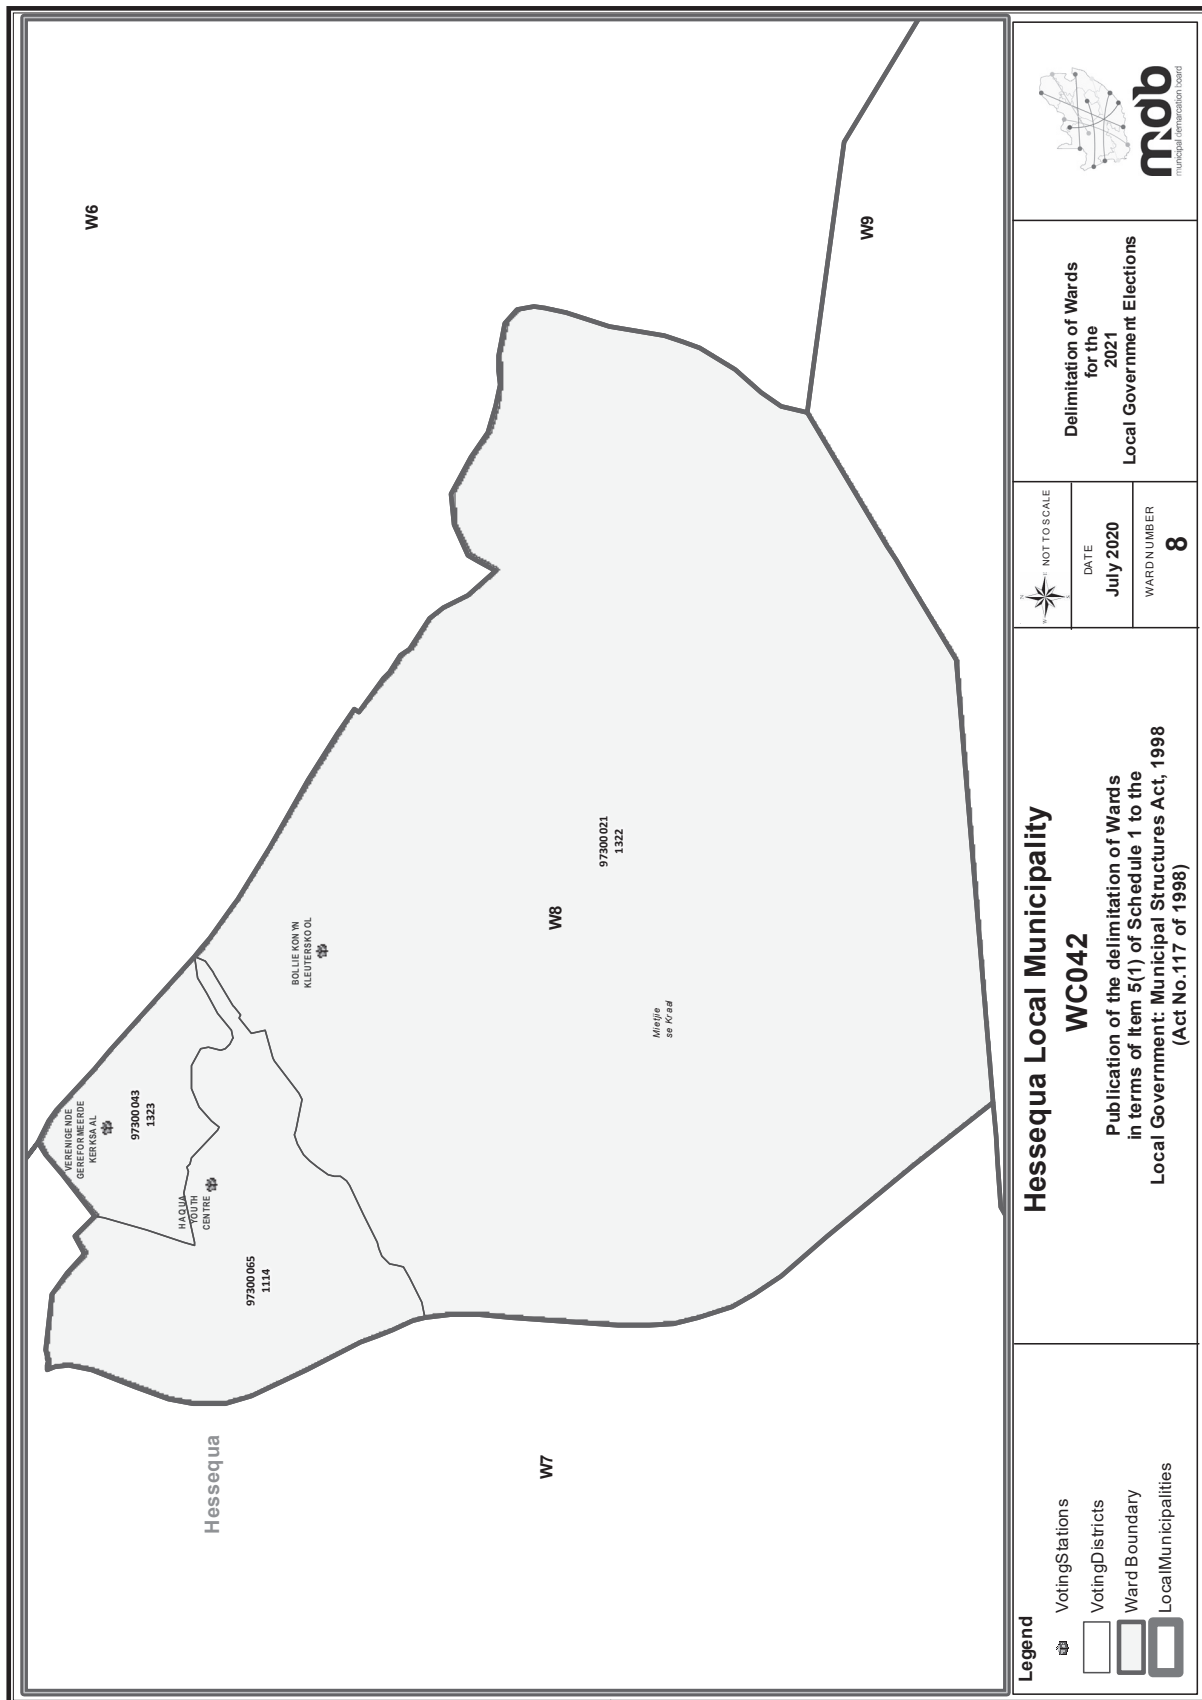 W6
W9
W8
W7
Hessequa
VERENIGENDE
GEREFORMEERDE
KERKSAAL
97300043
1323
HAQUA
YOUTH
CENTRE
97300065
1114
BOLLIE KONYN
KLEUTERSKOOL
97300021
1322
Mietjie
se Kraal
Legend
VotingStations
VotingDistricts
Ward Boundary
LocalMunicipalities
Hessequa Local Municipality
WC042
Publication of the delimitation of Wards
in terms of Item 5(1) of Schedule 1 to the
Local Government: Municipal Structures Act, 1998
(Act No.117 of 1998)
NOT TO SCALE
DATE
July 2020
WARDNUMBER
8
Delimitation of Wards
for the
2021
Local Government Elections
mdb
municipal demarcation board